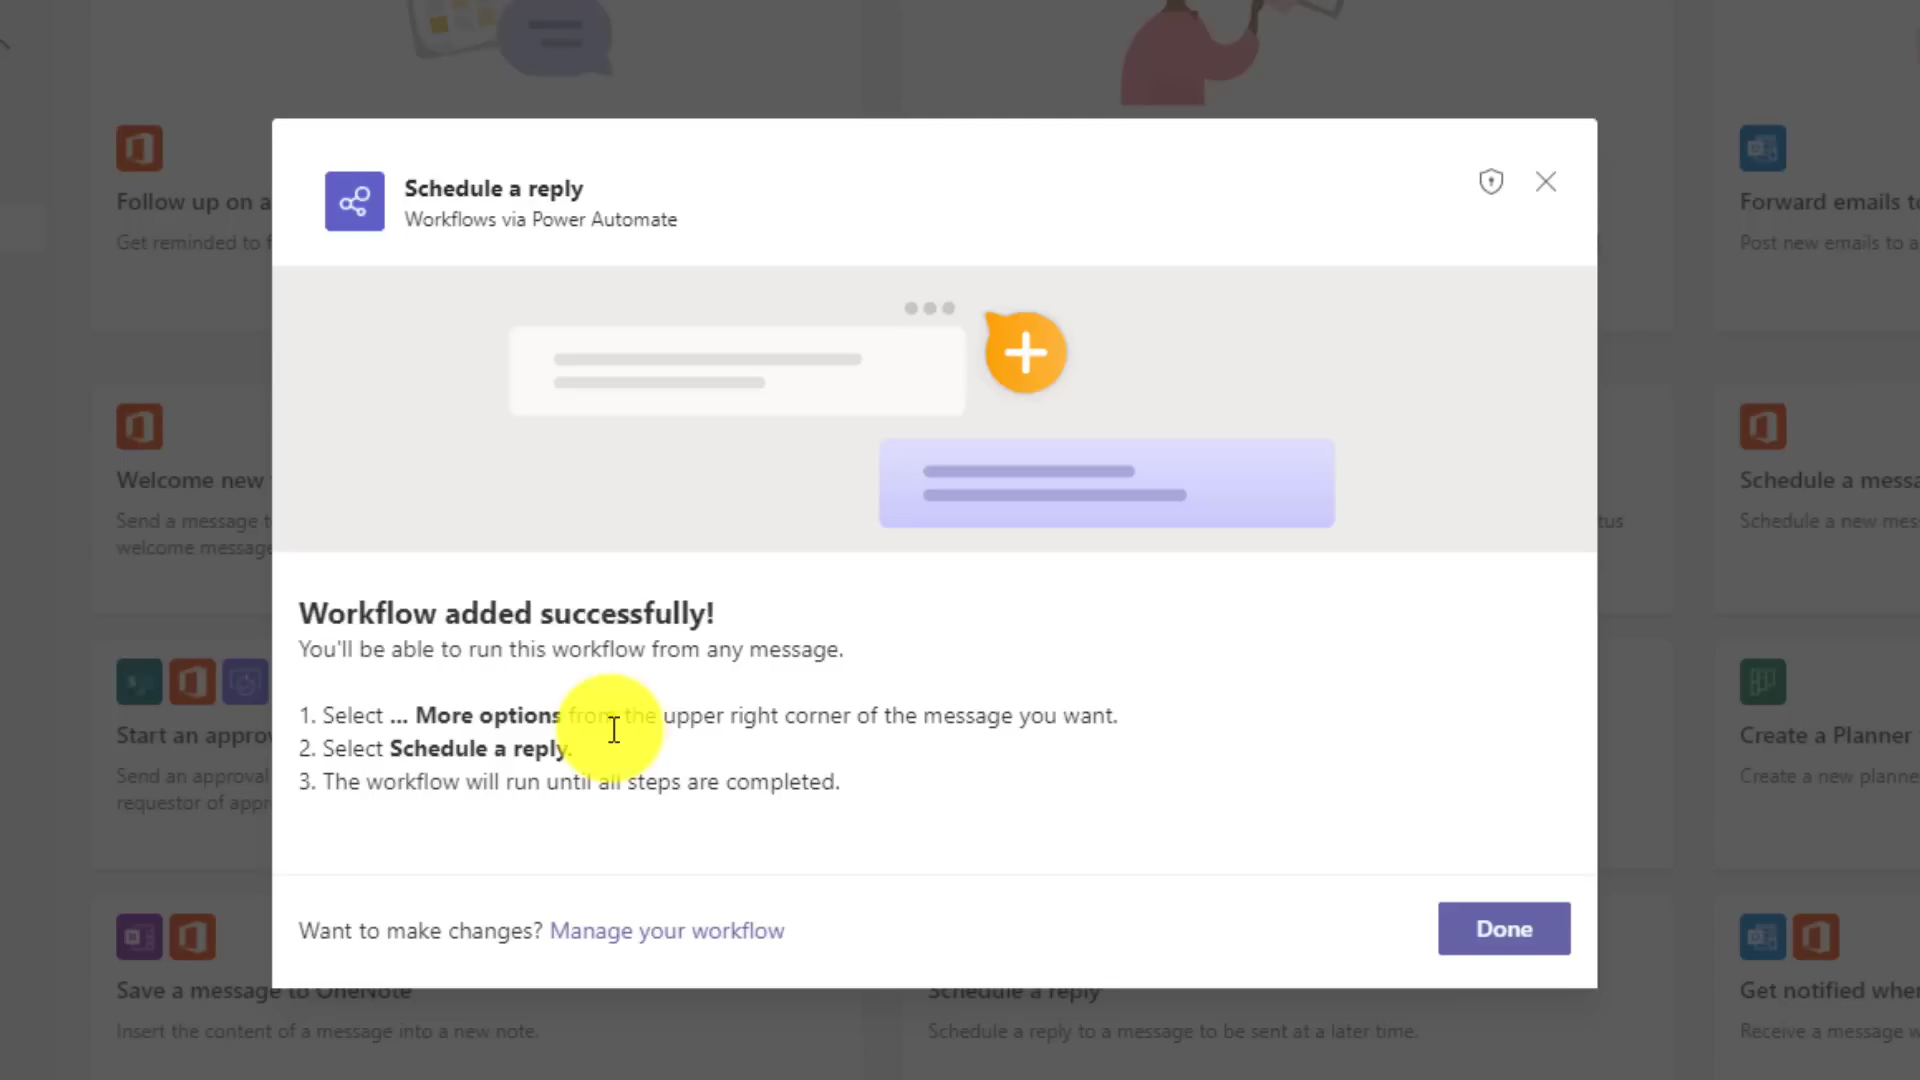 Schedule a reply
Workflows via Power Automate
Workflow added successfully!
You'll be able to run this workflow from any message.
1. Select ... More options from the upper right corner of the message you want.
2. Select Schedule a reply.
3. The workflow will run until all steps are completed.
Want to make changes? Manage your workflow
Done
Follow up on a
Get reminded to f
Forward emails to
Post new emails to a
Welcome new
Send a message t
welcome message
tus
Schedule a messa
Schedule a new mes
Start an approv
Send an approval
requestor of appr
Create a Planner
Create a new planne
Save a message to OneNote
Insert the content of a message into a new note.
Schedule a reply
Schedule a reply to a message to be sent at a later time.
Get notified when
Receive a message w